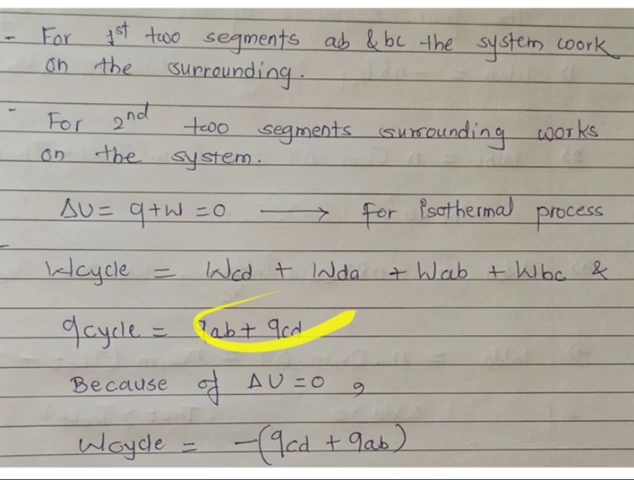 - For 1st two segments ab & bc the system work
on the surrounding.
- For 2nd two segments surrounding works
on the system.
ΔU = q+W = 0 → for isothermal process
- Wcycle = Wcd + Wda + Wab + Wbc &
qcycle = qab + qcd
Because of ΔU = 0,
Wcycle = -(qcd + qab)